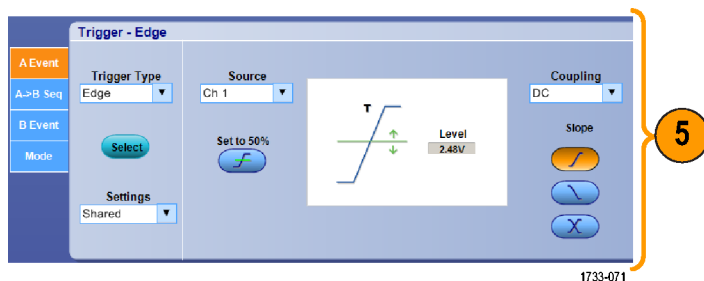 Trigger - Edge
A Event
A->B Seq
B Event
Mode
Trigger Type
Edge
Select
Settings
Shared
Source
Ch 1
Set to 50%
T
Level
2.48V
Coupling
DC
Slope
5
1733-071